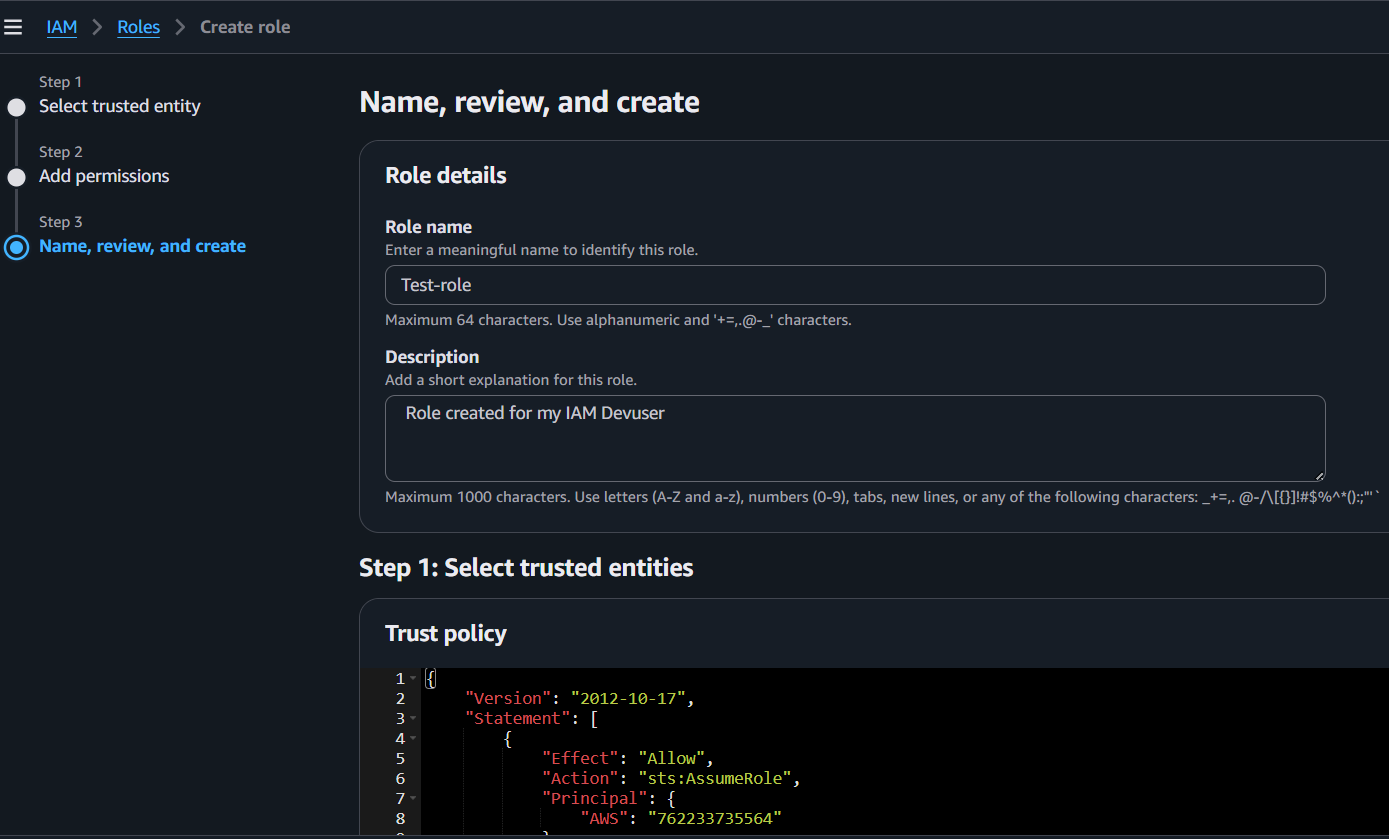 IAM > Roles > Create role
Step 1
Select trusted entity
Step 2
Add permissions
Step 3
Name, review, and create
Name, review, and create
Role details
Role name
Enter a meaningful name to identify this role.
Test-role
Maximum 64 characters. Use alphanumeric and '+=,.@-_' characters.
Description
Add a short explanation for this role.
Role created for my IAM Devuser
Maximum 1000 characters. Use letters (A-Z and a-z), numbers (0-9), tabs, new lines, or any of the following characters: _+=,. @-/\[{}]!#$%^*();:"'`
Step 1: Select trusted entities
Trust policy
1 {
2 "Version": "2012-10-17",
3 "Statement": [
4 {
5 "Effect": "Allow",
6 "Action": "sts:AssumeRole",
7 "Principal": {
8 "AWS": "762233735564"